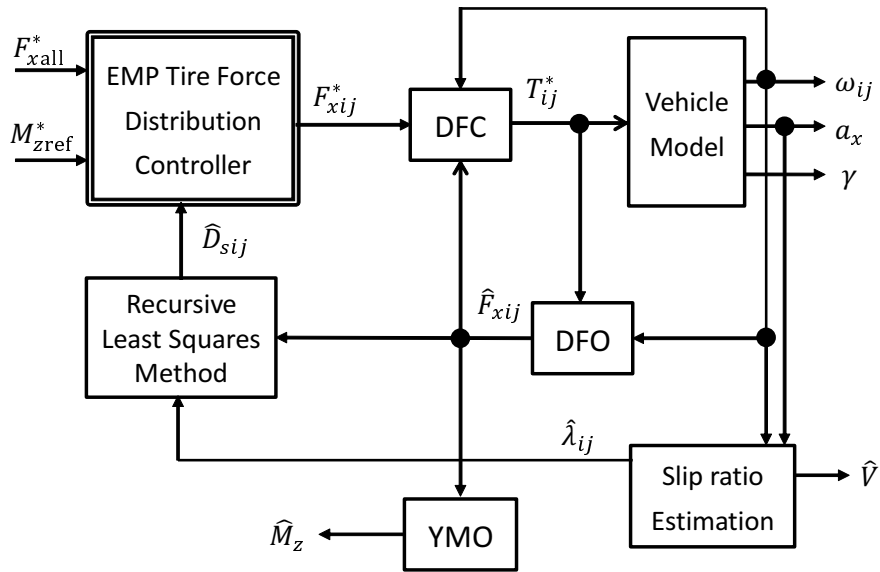 F*xall
M*zref
EMP Tire Force
Distribution
Controller
F*xij
DFC
T*ij
Vehicle
Model
ωij
ax
γ
D̂sij
Recursive
Least Squares
Method
F̂xij
DFO
λ̂ij
Slip ratio
Estimation
V̂
M̂z
YMO